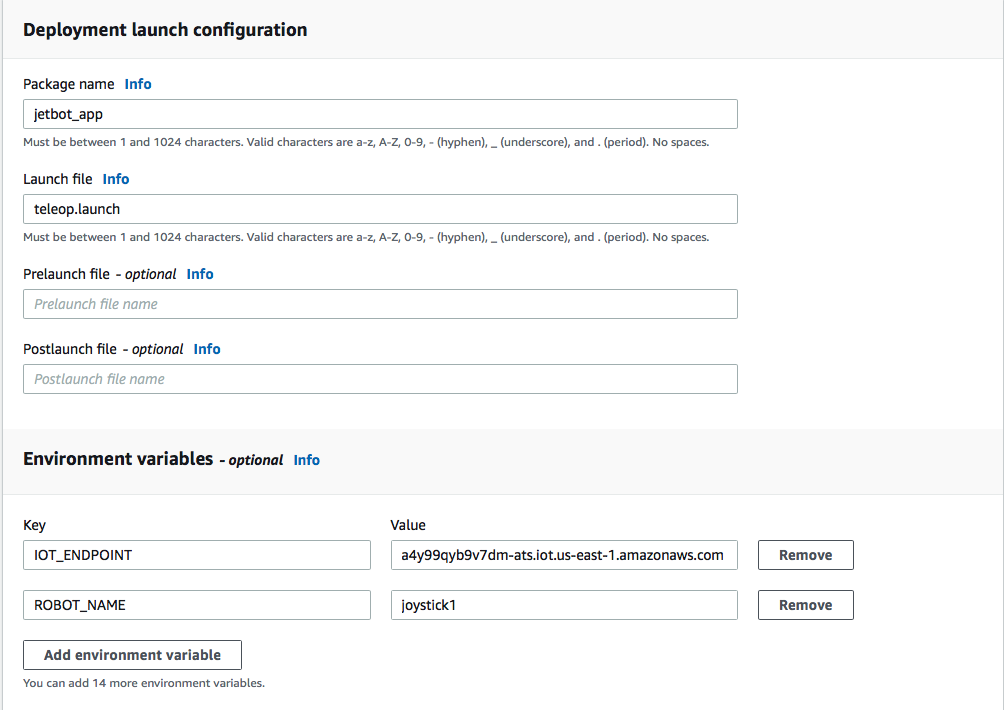 Deployment launch configuration
Package name Info
jetbot_app
Must be between 1 and 1024 characters. Valid characters are a-z, A-Z, 0-9, - (hyphen), _ (underscore), and . (period). No spaces.
Launch file Info
teleop.launch
Must be between 1 and 1024 characters. Valid characters are a-z, A-Z, 0-9, - (hyphen), _ (underscore), and . (period). No spaces.
Prelaunch file - optional Info
Prelaunch file name
Postlaunch file - optional Info
Postlaunch file name
Environment variables - optional Info
Key Value
IOT_ENDPOINT a4y99qyb9v7dm-ats.iot.us-east-1.amazonaws.com Remove
ROBOT_NAME joystick1 Remove
Add environment variable
You can add 14 more environment variables.